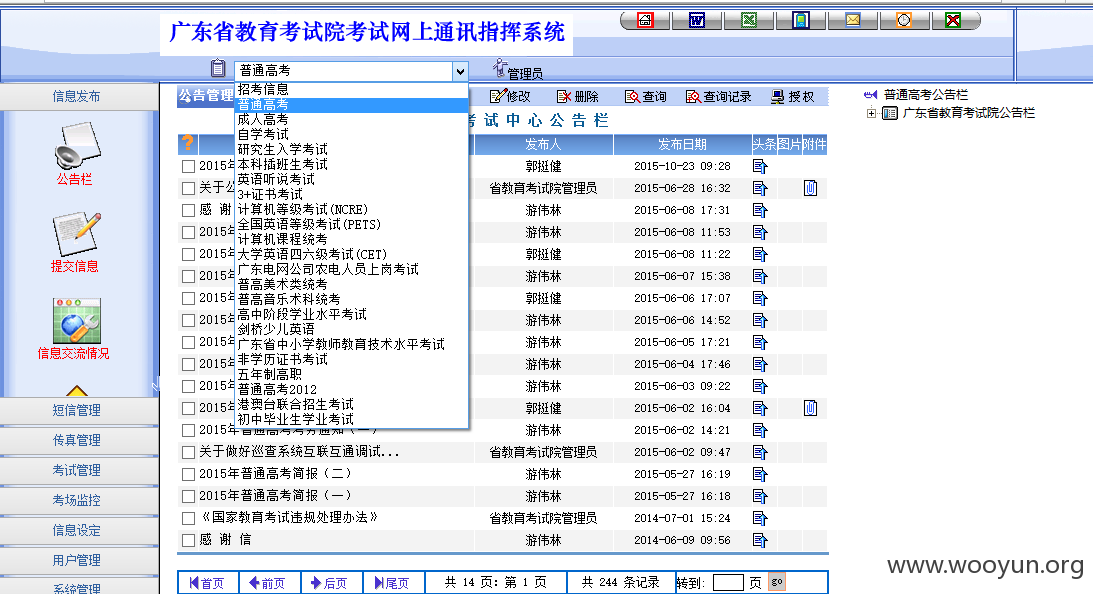 广东省教育考试院考试网上通讯指挥系统
普通高考
管理员
信息发布
公告栏
提交信息
信息交流情况
短信管理
传真管理
考试管理
考场监控
信息设定
用户管理
系统管理
招考信息
普通高考
成人高考
自学考试
研究生入学考试
本科插班生考试
英语听说考试
3+证书考试
计算机等级考试(NCRE)
全国英语等级考试(PETS)
计算机课程统考
大学英语四六级考试(CET)
广东电网公司农电人员上岗考试
普高美术类统考
普高音乐术科统考
高中阶段学业水平考试
剑桥少儿英语
广东省中小学教师教育技术水平考试
非学历证书考试
五年制高职
普通高考2012
港澳台联合招生考试
初中毕业生学业考试
公告管理 修改 删除 查询 查询记录 授权
考试中心公告栏
? 发布人 发布日期 头条 图片 附件
2015年 郭挺健 2015-10-23 09:28
关于公 省教育考试院管理员 2015-06-28 16:32
感 谢 游伟林 2015-06-08 17:31
2015年 游伟林 2015-06-08 11:53
2015年 郭挺健 2015-06-08 11:22
2015年 游伟林 2015-06-07 15:38
2015年 郭挺健 2015-06-06 17:07
2015年 游伟林 2015-06-06 14:52
2015年 游伟林 2015-06-05 17:21
2015年 游伟林 2015-06-04 17:46
2015年 游伟林 2015-06-03 09:22
2015年 郭挺健 2015-06-02 16:04
2015年普通高考考务通知（一） 游伟林 2015-06-02 14:21
关于做好巡查系统互联互通调试... 省教育考试院管理员 2015-06-02 09:47
2015年普通高考简报（二） 游伟林 2015-05-27 16:19
2015年普通高考简报（一） 游伟林 2015-05-27 16:18
《国家教育考试违规处理办法》 省教育考试院管理员 2014-07-01 15:24
感 谢 信 游伟林 2014-06-09 09:56
首页 前页 后页 尾页 共 14 页：第 1 页 共 244 条记录 转到: 页 go
普通高考公告栏
广东省教育考试院公告栏
www.wooyun.org